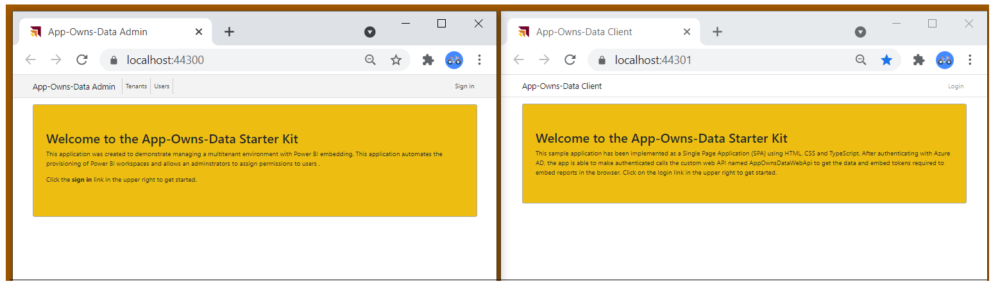 App-Owns-Data Admin
localhost:44300
App-Owns-Data Admin Tenants Users Sign in
Welcome to the App-Owns-Data Starter Kit
This application was created to demonstrate managing a multitenant environment with Power BI embedding. This application automates the
provisioning of Power BI workspaces and allows an adminstrators to assign permissions to users .
Click the sign in link in the upper right to get started.
App-Owns-Data Client
localhost:44301
App-Owns-Data Client Login
Welcome to the App-Owns-Data Starter Kit
This sample application has been implemented as a Single Page Application (SPA) using HTML, CSS and TypeScript. After authenticating with Azure
AD, the app is able to make authenticated calls the custom web API named AppOwnsDataWebApi to get the data and embed tokens required to
embed reports in the browser. Click on the login link in the upper right to get started.